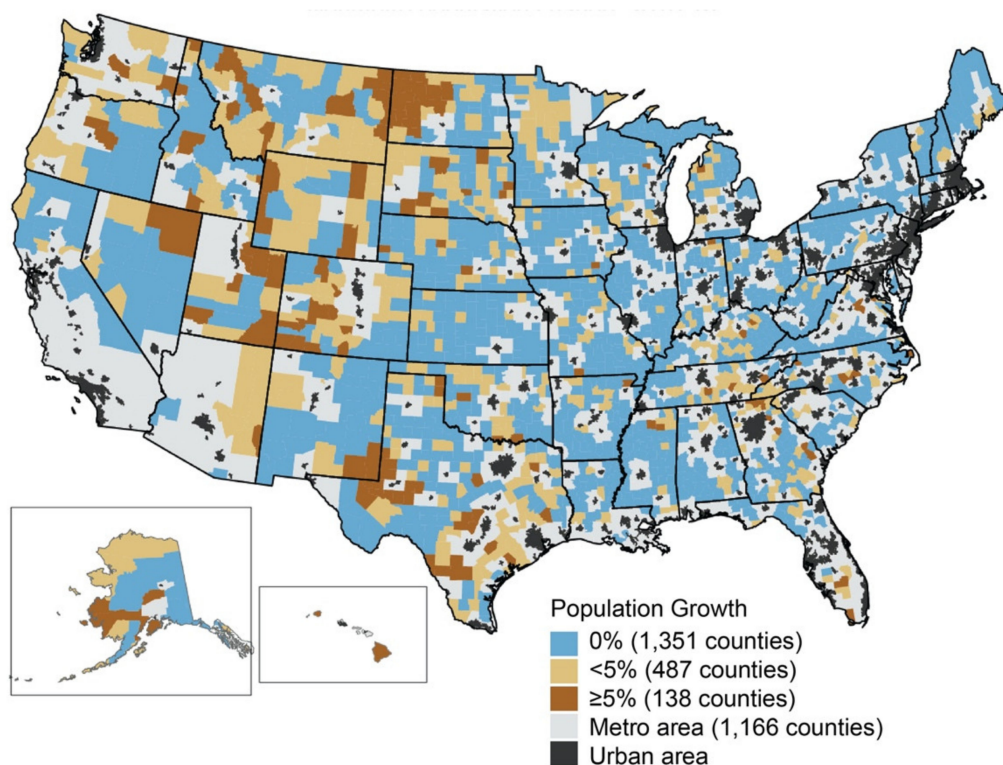 Population Growth
0% (1,351 counties)
<5% (487 counties)
≥5% (138 counties)
Metro area (1,166 counties)
Urban area